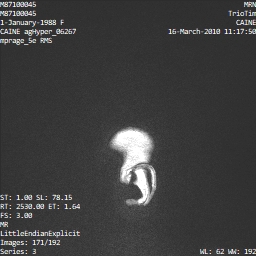 M87100045
MRN
M87100045
TrioTim
1-January-1988 F
CAINE
CAINE agHyper_06267
16-March-2010 11:17:50
mprage_5e RMS
ST: 1.00 SL: 78.15
RT: 2530.00 ET: 1.64
FS: 3.00
MR
LittleEndianExplicit
Images: 171/192
Series: 3
WL: 62 WW: 192